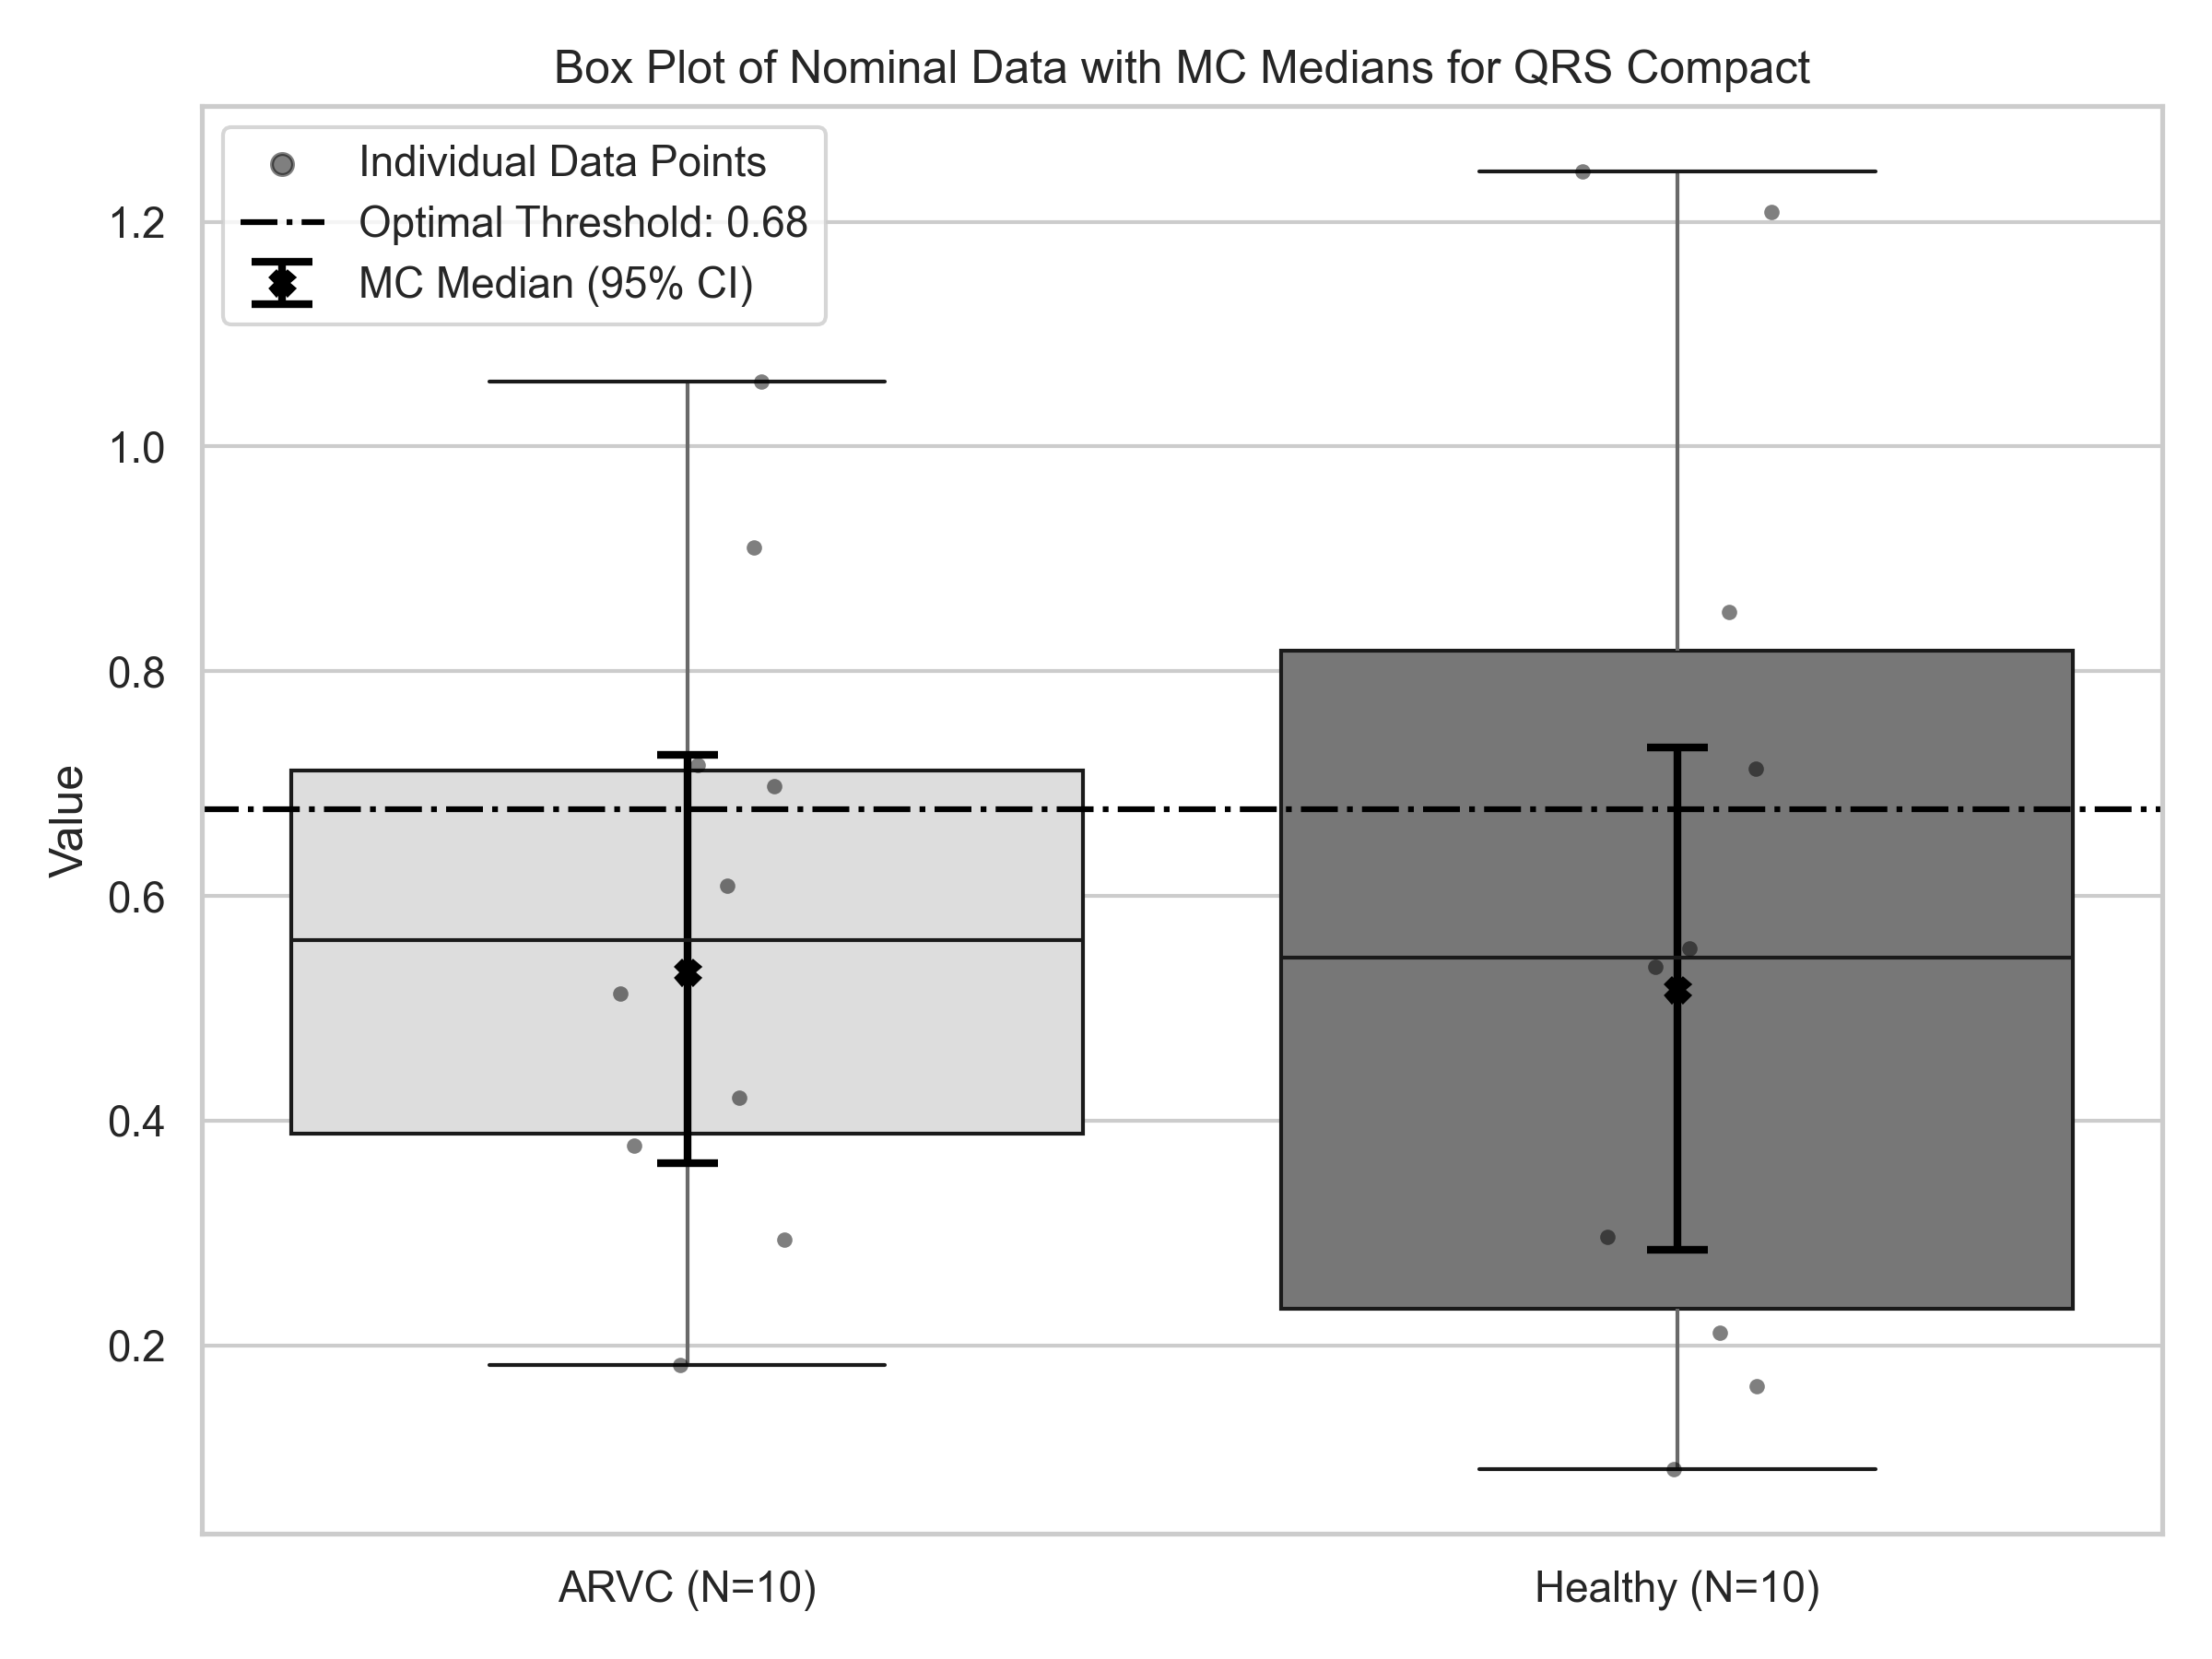 Box Plot of Nominal Data with MC Medians for QRS Compact
Individual Data Points
Optimal Threshold: 0.68
MC Median (95% CI)
1.2
1.0
0.8
0.6
0.4
0.2
Value
ARVC (N=10)
Healthy (N=10)